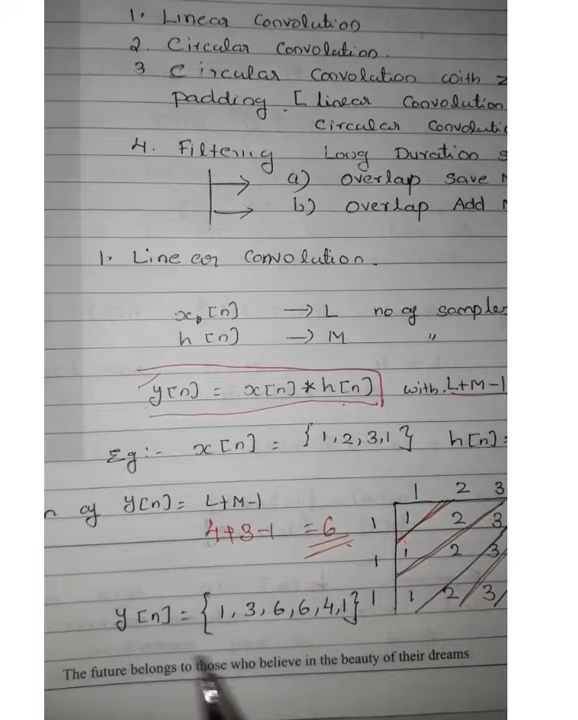 1. Linear Convolution
2. Circular Convolution.
3 Circular Convolution with
padding. [linear Convolution
circular
4. Filtering Long Duration
a) overlap save
b) overlap Add
1. Linear Convolution.
x[n] → L no of samples
h[n] → M "
y[n] = x[n] * h[n] with L+M-1
Eg:- x[n] = {1,2,3,1} h[n] =
1 2 3
of y[n] = L+M-1
1 1 2 3
4+3-1 = 6
1 1 2 3
1 1 2 3
y[n] = {1,3,6,6,4,1}
The future belongs to those who believe in the beauty of their dreams